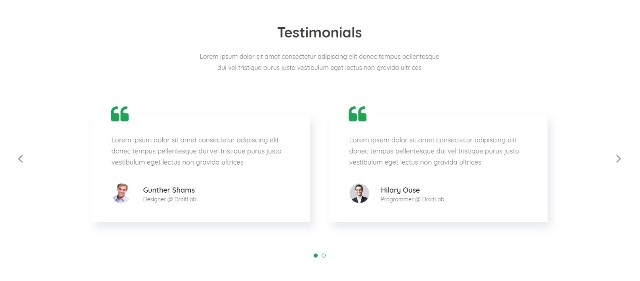 Testimonials
Lorem ipsum dolor sit amet consectetur adipiscing elit donec tempus pellentesque
dui vel tristique purus justo vestibulum eget lectus non gravida ultrices
Lorem ipsum dolor sit amet consectetur adipiscing elit
donec tempus pellentesque dui vel tristique purus justo
vestibulum eget lectus non gravida ultrices
Gunther Shams
Designer @ DraftLab
Lorem ipsum dolor sit amet consectetur adipiscing elit
donec tempus pellentesque dui vel tristique purus justo
vestibulum eget lectus non gravida ultrices
Hilary Ouse
Programmer @ DraftLab